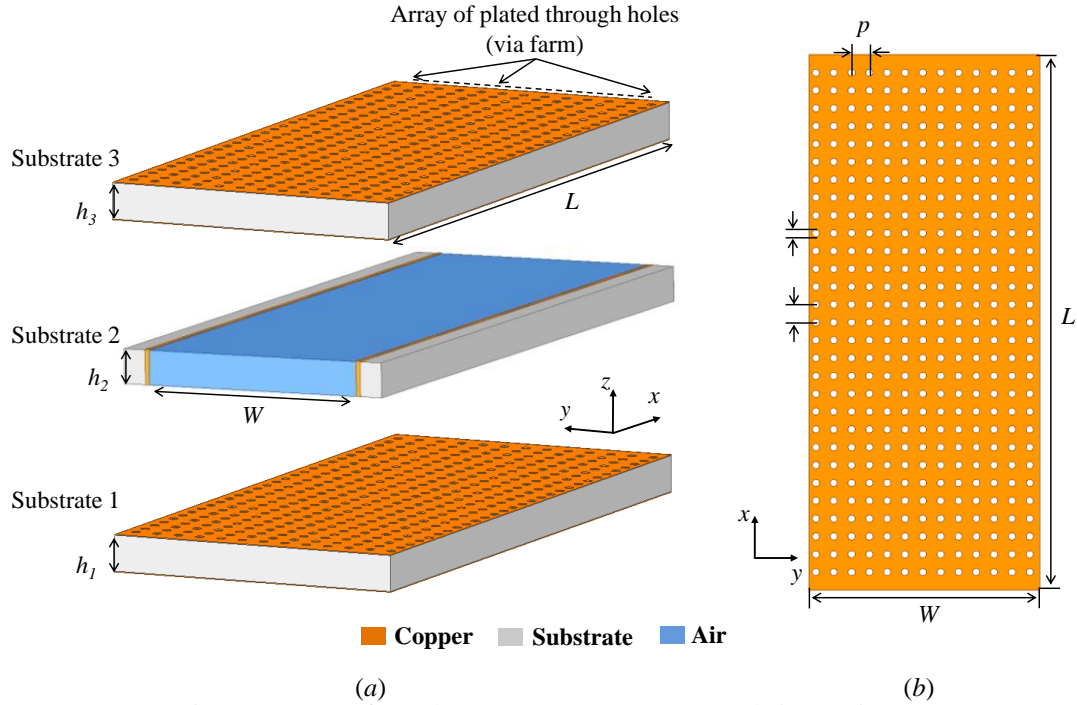 Array of plated through holes
(via farm)
Substrate 3
h3
L
Substrate 2
h2
W
z
x
y
Substrate 1
h1
p
L
x
y
W
Copper
Substrate
Air
(a)
(b)